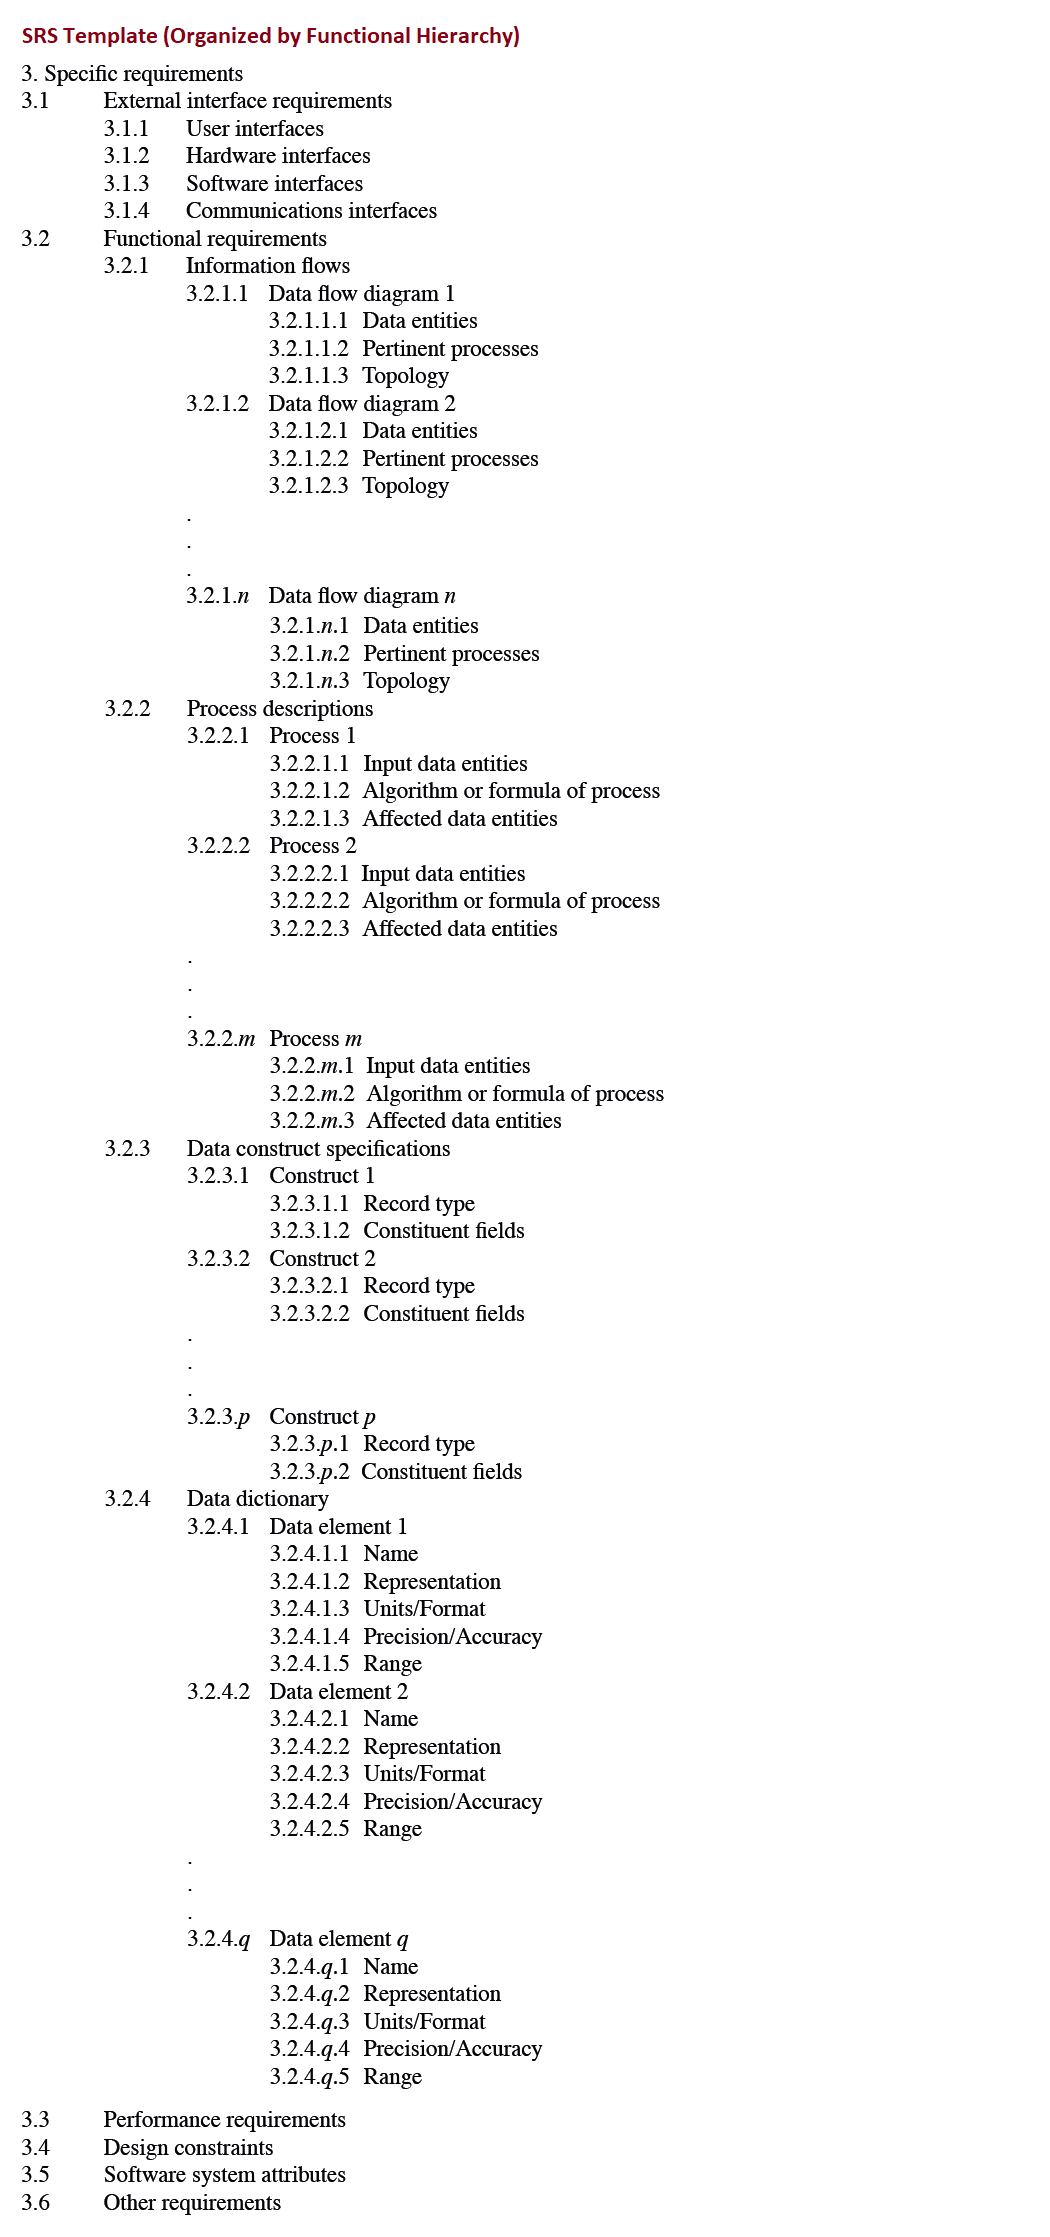 SRS Template (Organized by Functional Hierarchy)
3. Specific requirements
3.1 External interface requirements
3.1.1 User interfaces
3.1.2 Hardware interfaces
3.1.3 Software interfaces
3.1.4 Communications interfaces
3.2 Functional requirements
3.2.1 Information flows
3.2.1.1 Data flow diagram 1
3.2.1.1.1 Data entities
3.2.1.1.2 Pertinent processes
3.2.1.1.3 Topology
3.2.1.2 Data flow diagram 2
3.2.1.2.1 Data entities
3.2.1.2.2 Pertinent processes
3.2.1.2.3 Topology
.
.
.
3.2.1.n Data flow diagram n
3.2.1.n.1 Data entities
3.2.1.n.2 Pertinent processes
3.2.1.n.3 Topology
3.2.2 Process descriptions
3.2.2.1 Process 1
3.2.2.1.1 Input data entities
3.2.2.1.2 Algorithm or formula of process
3.2.2.1.3 Affected data entities
3.2.2.2 Process 2
3.2.2.2.1 Input data entities
3.2.2.2.2 Algorithm or formula of process
3.2.2.2.3 Affected data entities
.
.
.
3.2.2.m Process m
3.2.2.m.1 Input data entities
3.2.2.m.2 Algorithm or formula of process
3.2.2.m.3 Affected data entities
3.2.3 Data construct specifications
3.2.3.1 Construct 1
3.2.3.1.1 Record type
3.2.3.1.2 Constituent fields
3.2.3.2 Construct 2
3.2.3.2.1 Record type
3.2.3.2.2 Constituent fields
.
.
.
3.2.3.p Construct p
3.2.3.p.1 Record type
3.2.3.p.2 Constituent fields
3.2.4 Data dictionary
3.2.4.1 Data element 1
3.2.4.1.1 Name
3.2.4.1.2 Representation
3.2.4.1.3 Units/Format
3.2.4.1.4 Precision/Accuracy
3.2.4.1.5 Range
3.2.4.2 Data element 2
3.2.4.2.1 Name
3.2.4.2.2 Representation
3.2.4.2.3 Units/Format
3.2.4.2.4 Precision/Accuracy
3.2.4.2.5 Range
.
.
.
3.2.4.q Data element q
3.2.4.q.1 Name
3.2.4.q.2 Representation
3.2.4.q.3 Units/Format
3.2.4.q.4 Precision/Accuracy
3.2.4.q.5 Range
3.3 Performance requirements
3.4 Design constraints
3.5 Software system attributes
3.6 Other requirements